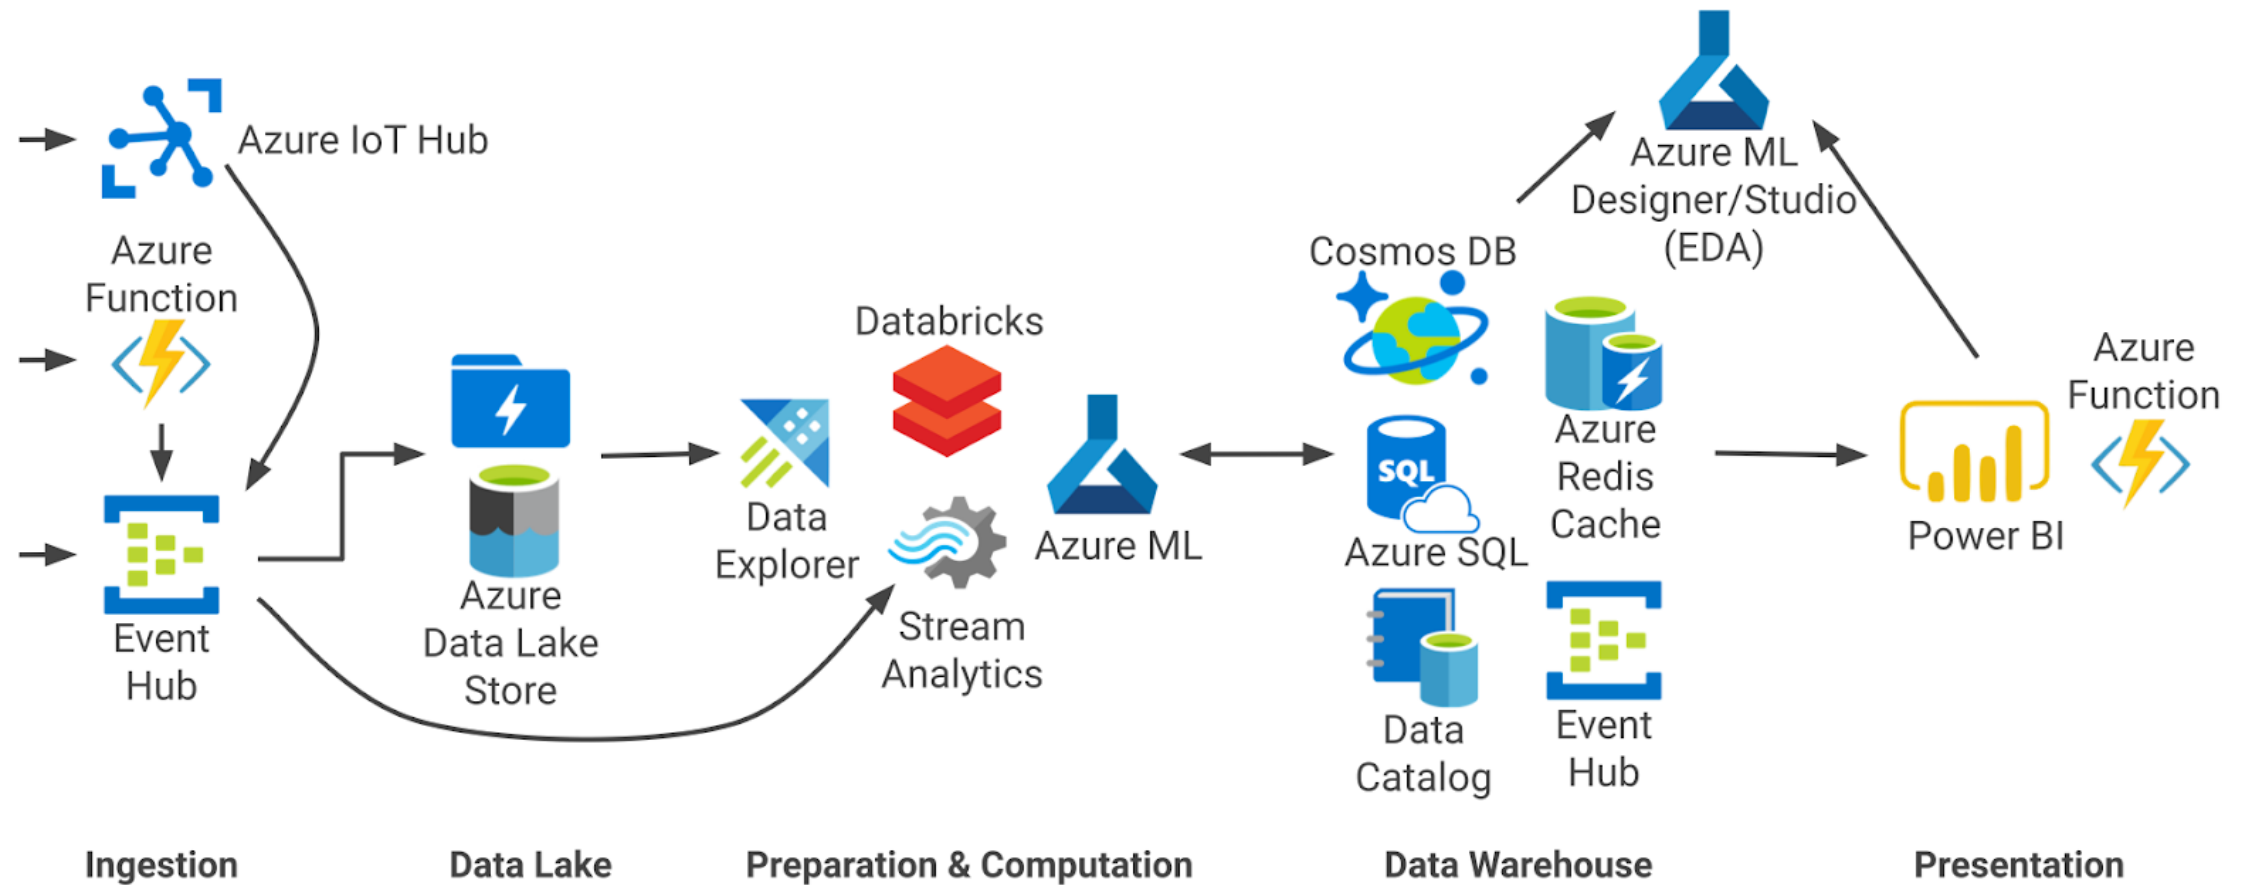 Azure IoT Hub
Azure
Function
Event
Hub
Azure
Data Lake
Store
Databricks
Data
Explorer
Azure ML
Stream
Analytics
Cosmos DB
SQL
Azure SQL
Azure
Redis
Cache
Data
Catalog
Event
Hub
Azure ML
Designer/Studio
(EDA)
Power BI
Azure
Function
Ingestion
Data Lake
Preparation & Computation
Data Warehouse
Presentation